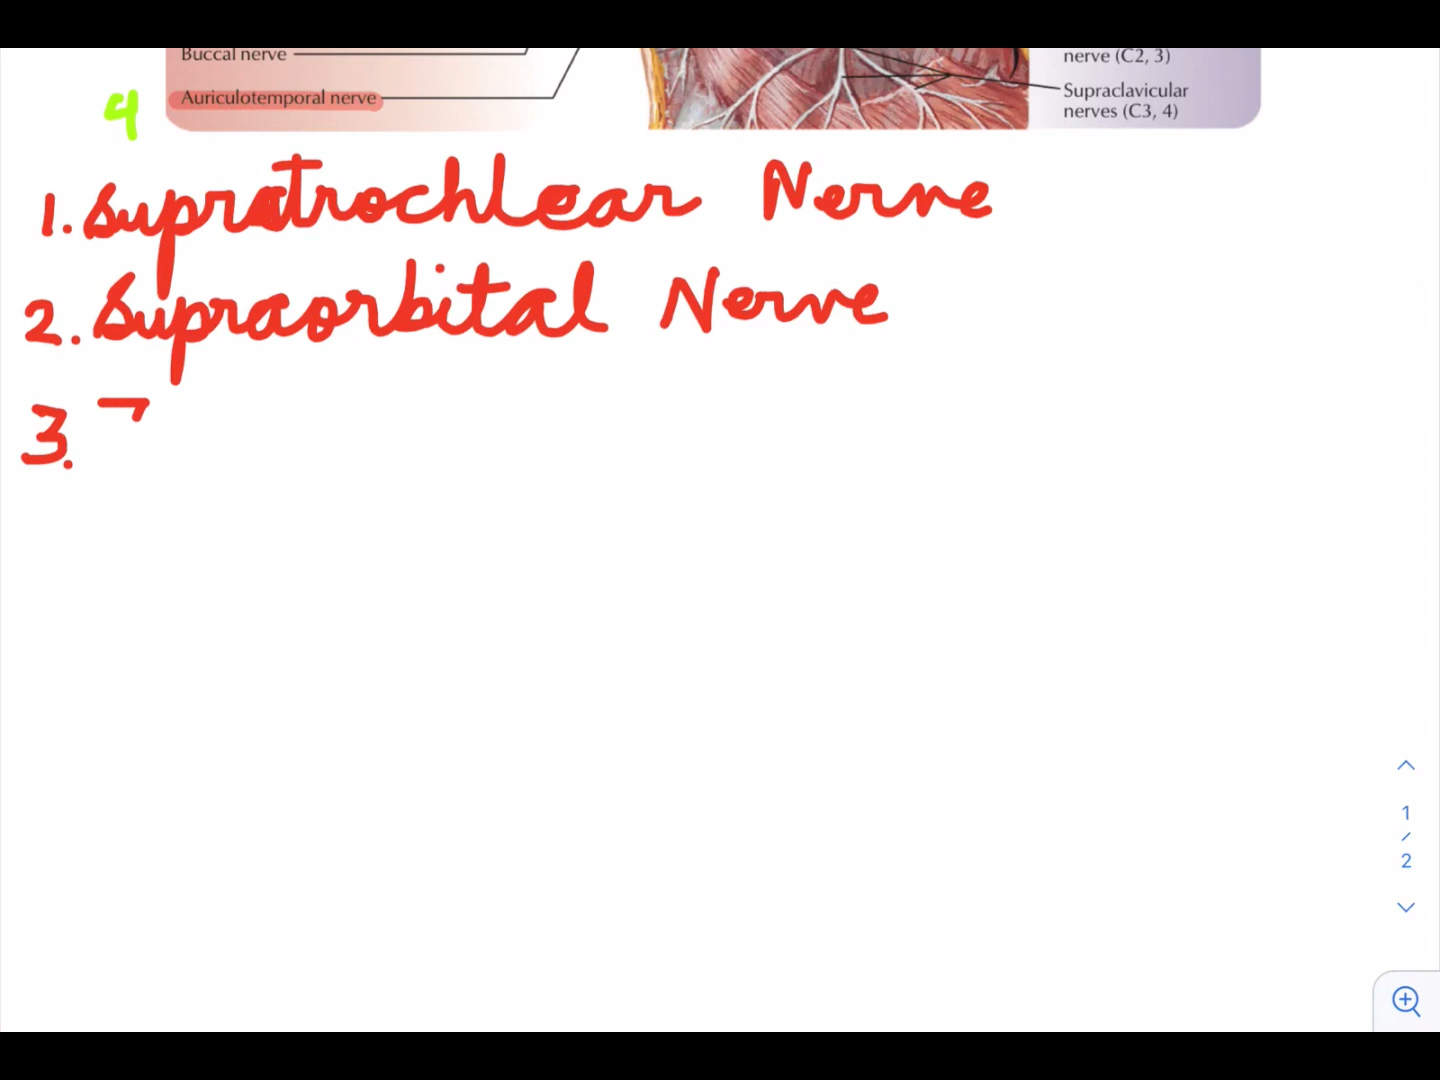 Buccal nerve
Auriculotemporal nerve
4
nerve (C2, 3)
Supraclavicular
nerves (C3, 4)
1. Supratrochlear Nerve
2. Supraorbital Nerve
3.
1
/
2